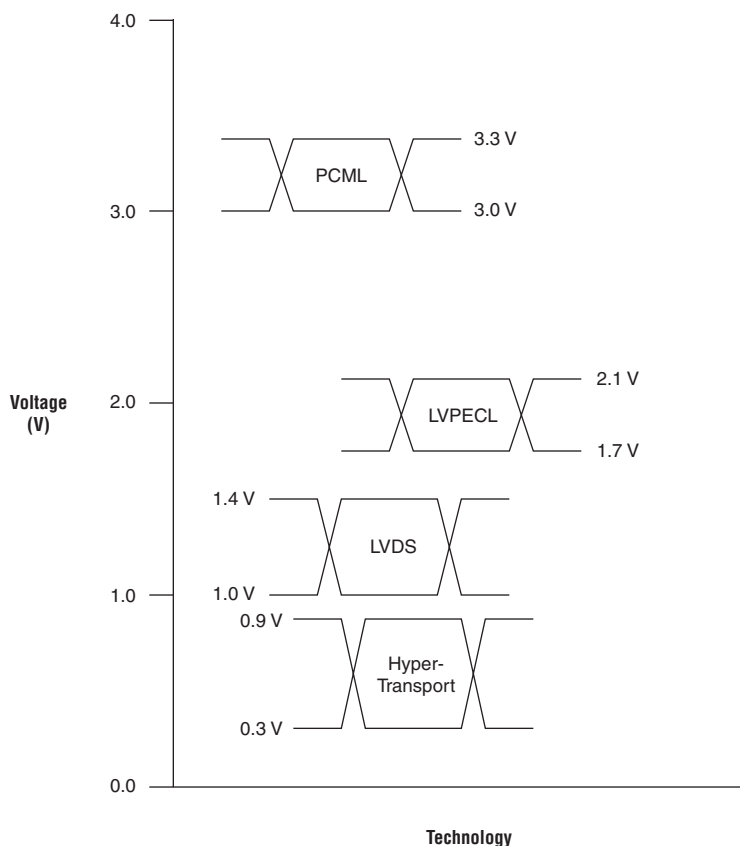 4.0
3.3 V
PCML
3.0
3.0 V
2.1 V
Voltage
(V)
2.0
LVPECL
1.7 V
1.4 V
LVDS
1.0
1.0 V
0.9 V
Hyper-
Transport
0.3 V
0.0
Technology